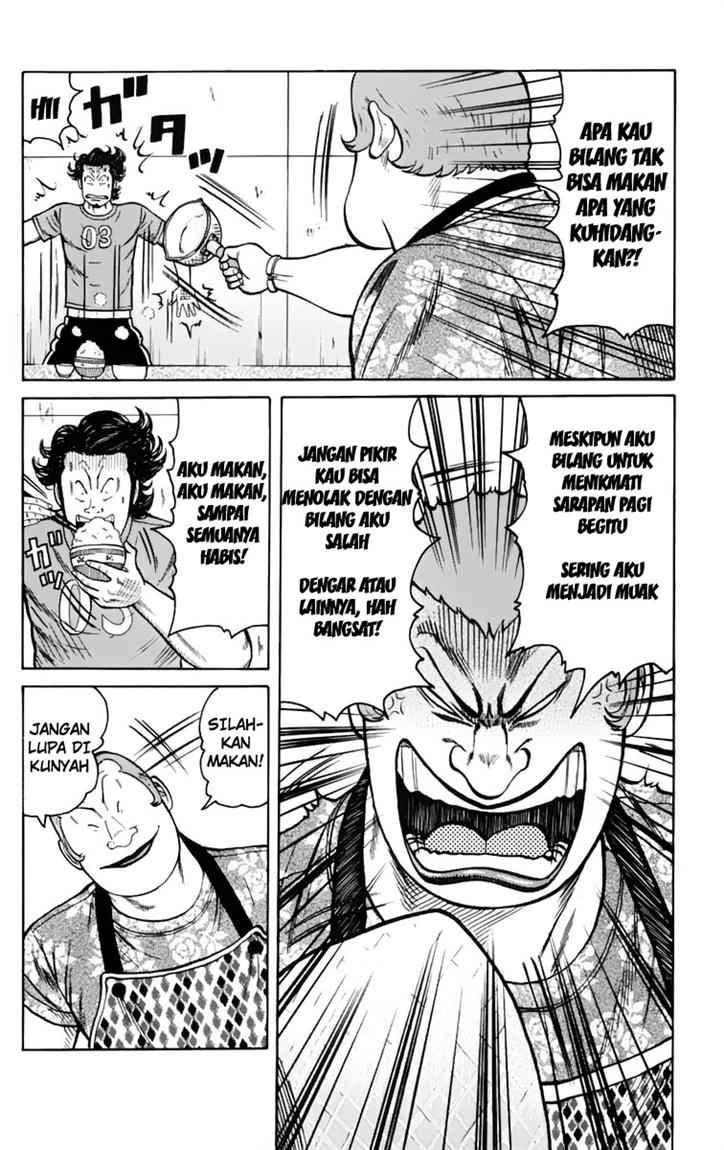 APA KAU
BILANG TAK
BISA MAKAN
APA YANG
KUHIDANG-
KAN?!
ガタッ
HII
03
MESKIPUN AKU
BILANG UNTUK
MENIKMATI
SARAPAN PAGI
BEGITU
SERING AKU
MENJADI MUAK
JANGAN PIKIR
KAU BISA
MENOLAK DENGAN
BILANG AKU
SALAH
DENGAR ATAU
LAINNYA, HAH
BANGSAT!
AKU MAKAN,
AKU MAKAN,
SAMPAI
SEMUANYA
HABIS!
ガッ
03
SILAH-
KAN
MAKAN!
JANGAN
LUPA DI
KUNYAH